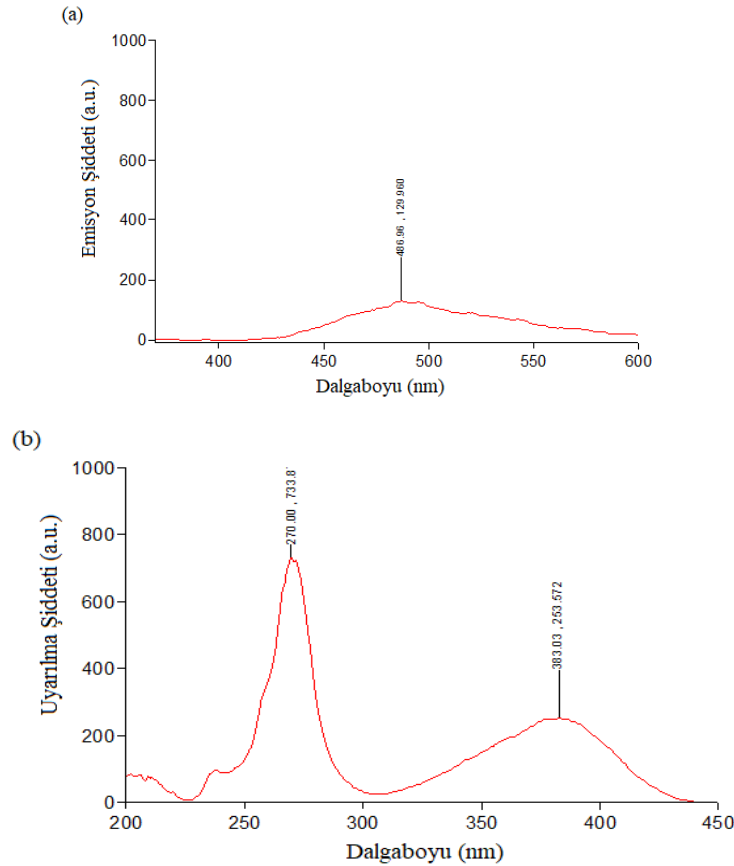 (a)
Emisyon Şiddeti (a.u.)
1000
800
600
400
200
0
486.96 , 129.960
400
450
500
550
600
Dalgaboyu (nm)
(b)
Uyarılma Şiddeti (a.u.)
1000
800
600
400
200
0
270.00 , 733.8
383.03 , 253.572
200
250
300
350
400
450
Dalgaboyu (nm)